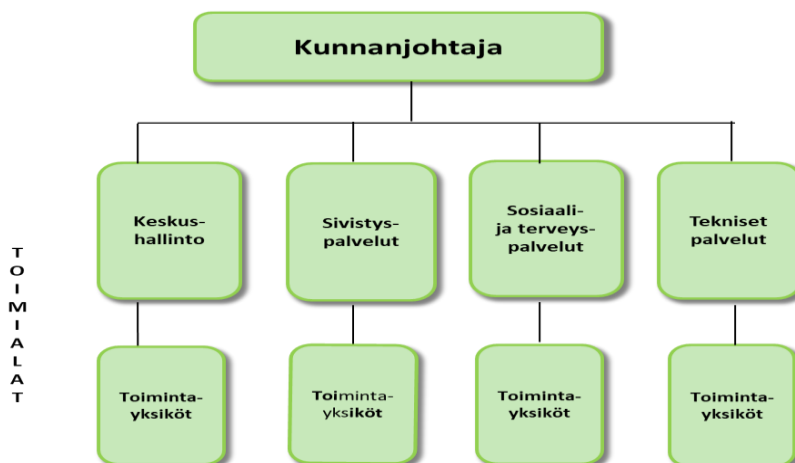 Kunnanjohtaja
Keskus-
hallinto
Sivistys-
palvelut
Sosiaali-
ja terveys-
palvelut
Tekniset
palvelut
TOIMIALAT
Toiminta-
yksiköt
Toiminta-
yksiköt
Toiminta-
yksiköt
Toiminta-
yksiköt